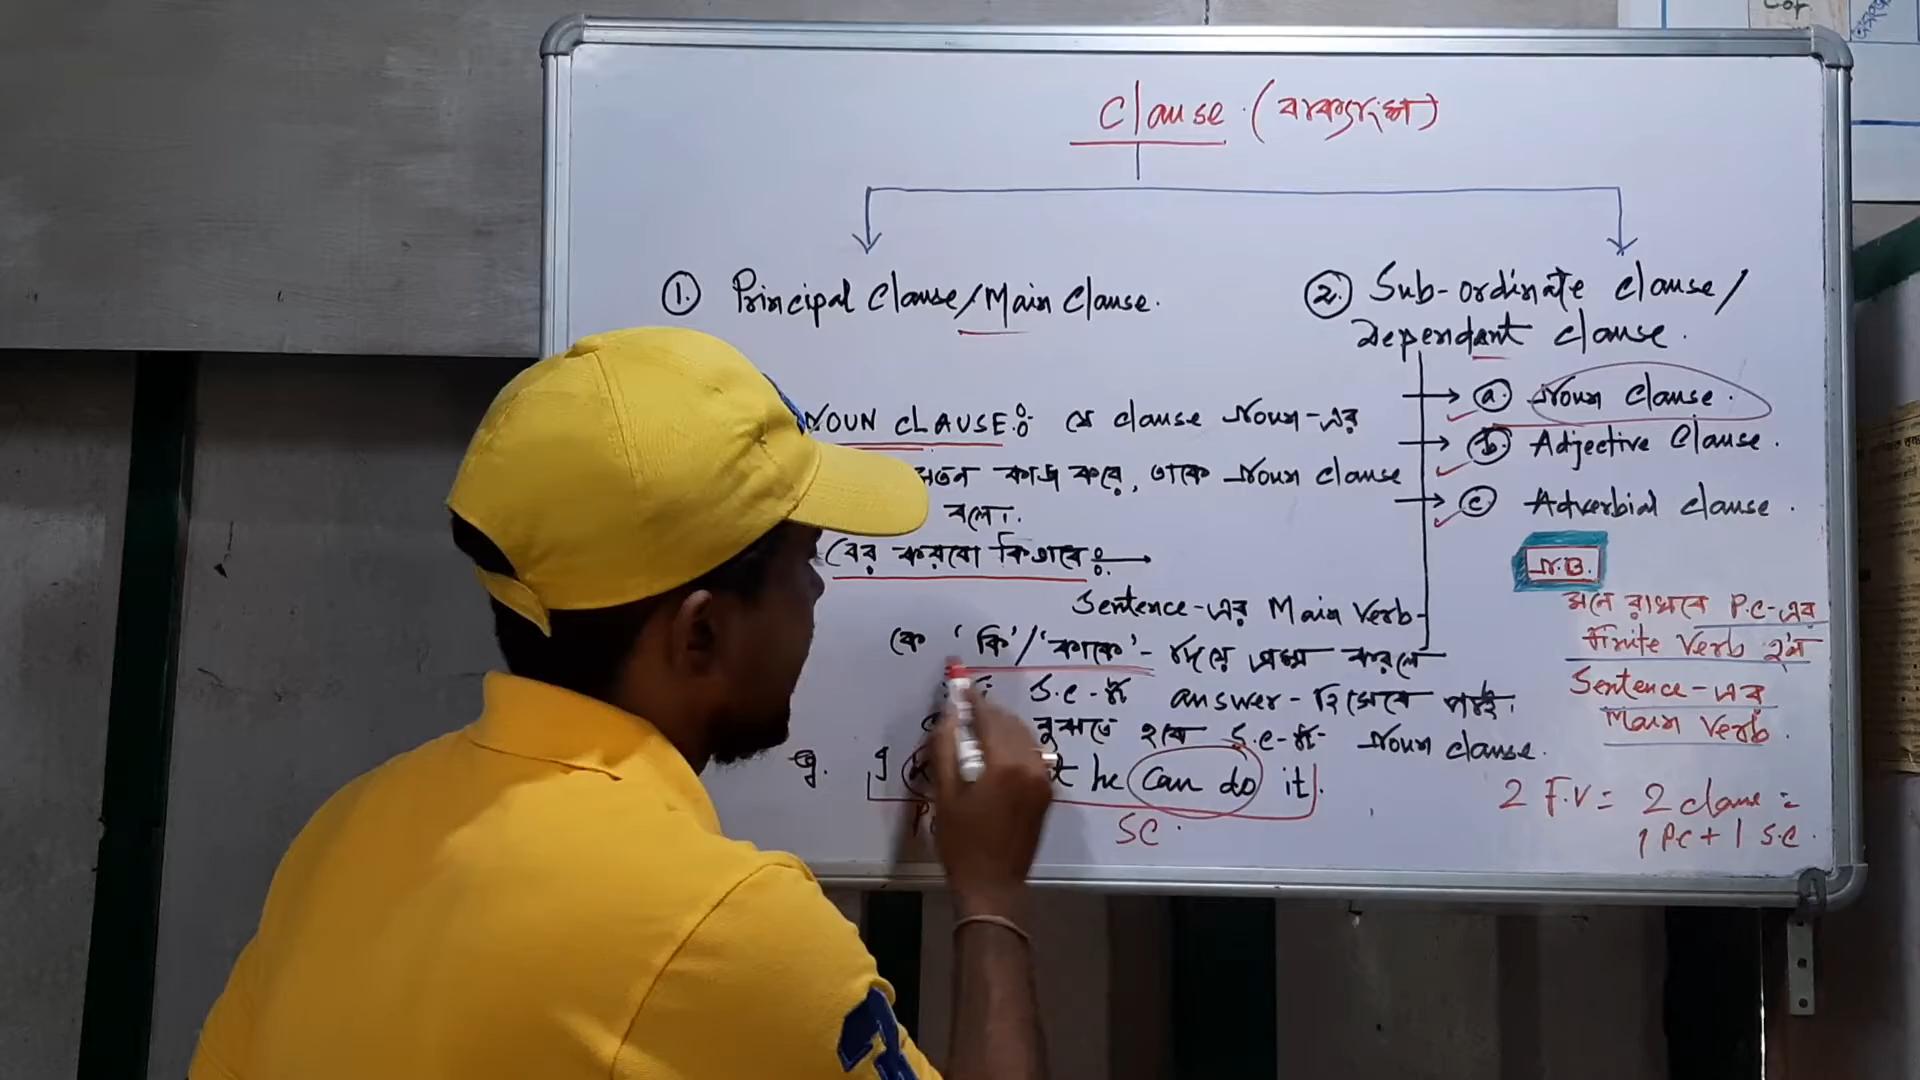 Clause. (বাক্যাংশ)
1. Principal Clause/Main Clause.
2. Sub-ordinate Clause/
Dependant Clause.
a. Noun Clause.
b. Adjective Clause.
c. Adverbial Clause.
NOUN CLAUSE: যে clause Noun-এর
মতন কাজ করে, তাকে Noun Clause
বলে।
বের করবো কিভাবে:
Sentence-এর Main Verb-
কে 'কি'/'কাকে'- দিয়ে প্রশ্ন করলে
S.C-টি answer-হিসেবে পাই।
বুঝতে হবে S.C-টি Noun clause.
eg. I he can do it.
SC.
N.B.
মনে রাখবে P.C-এর
Finite Verb হল
Sentence-এর
Main Verb.
2 F.V = 2 clause =
1 PC + 1 S.C.